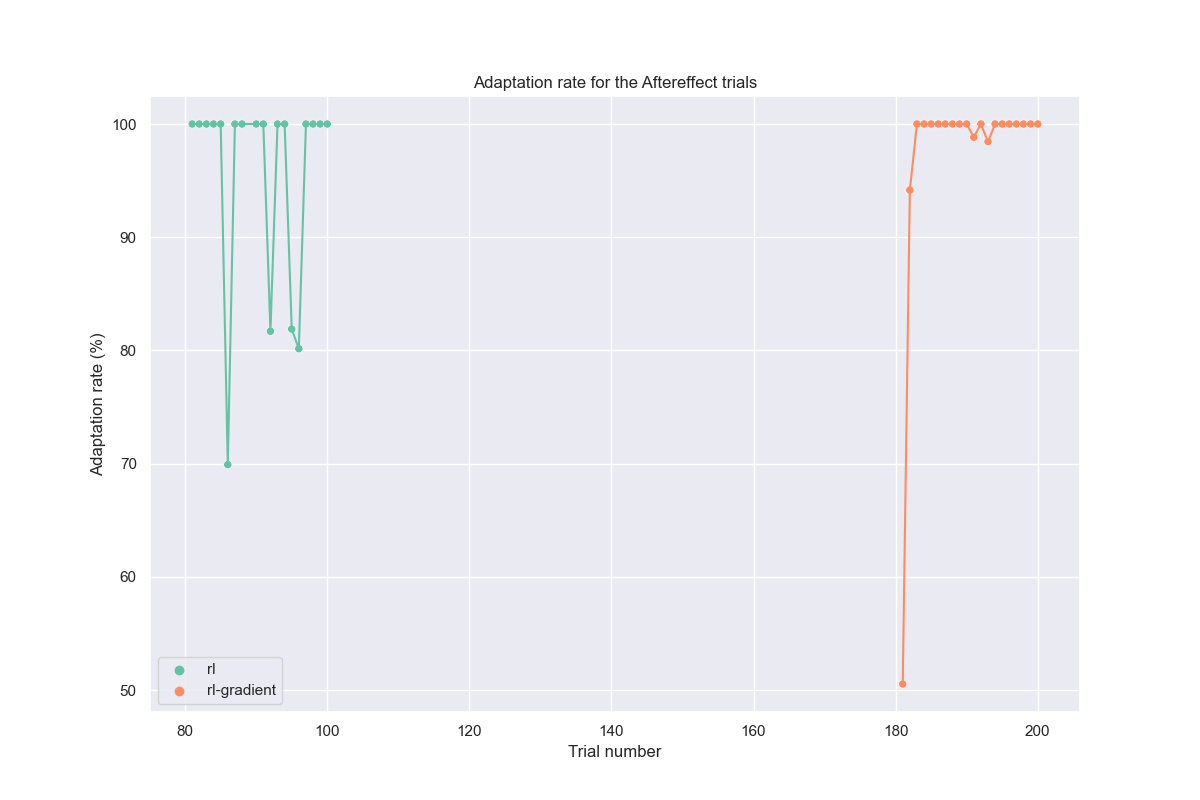 Adaptation rate for the Aftereffect trials
100
90
80
70
60
50
Adaptation rate (%)
rl
rl-gradient
80 100 120 140 160 180 200
Trial number